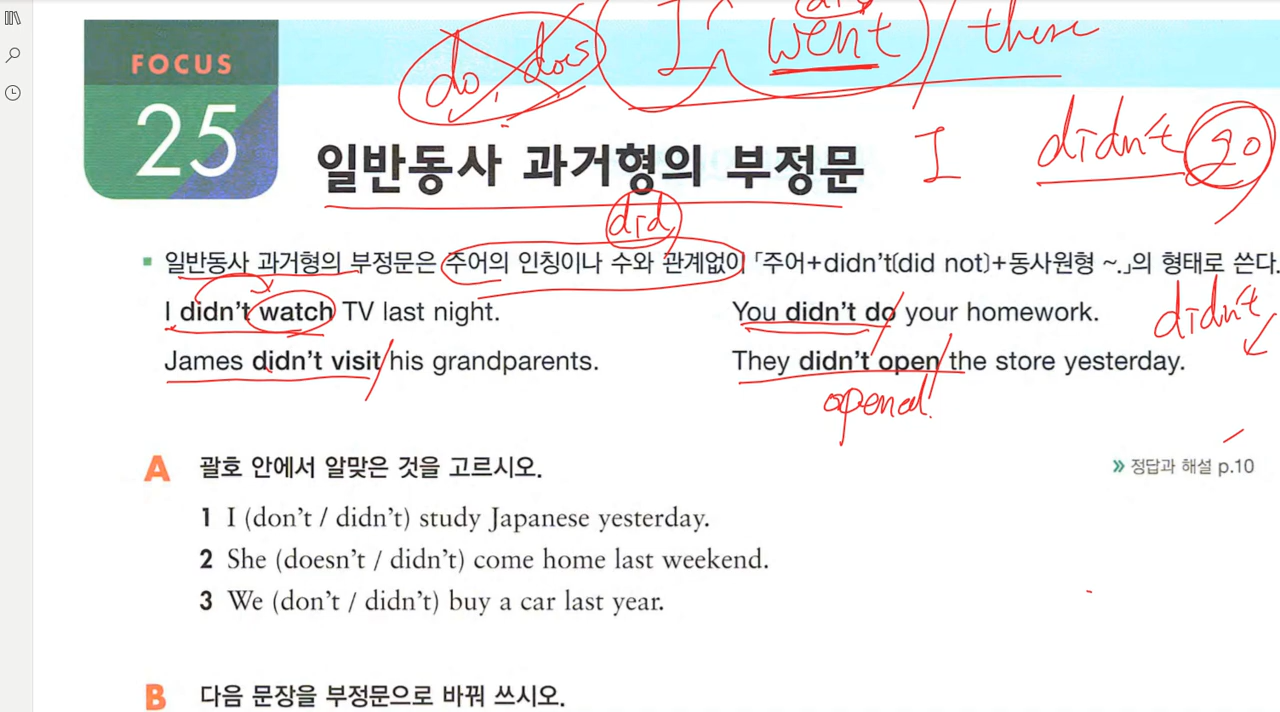 do does I went / there
did
FOCUS
25
일반동사 과거형의 부정문
I didn't go
did
일반동사 과거형의 부정문은 주어의 인칭이나 수와 관계없이 「주어+didn't(did not)+동사원형 ~.」의 형태로 쓴다.
I didn't watch TV last night.
You didn't do your homework.
didn't
James didn't visit his grandparents.
They didn't open the store yesterday.
opened
A 괄호 안에서 알맞은 것을 고르시오.
» 정답과 해설 p.10
1 I (don't / didn't) study Japanese yesterday.
2 She (doesn't / didn't) come home last weekend.
3 We (don't / didn't) buy a car last year.
B 다음 문장을 부정문으로 바꿔 쓰시오.